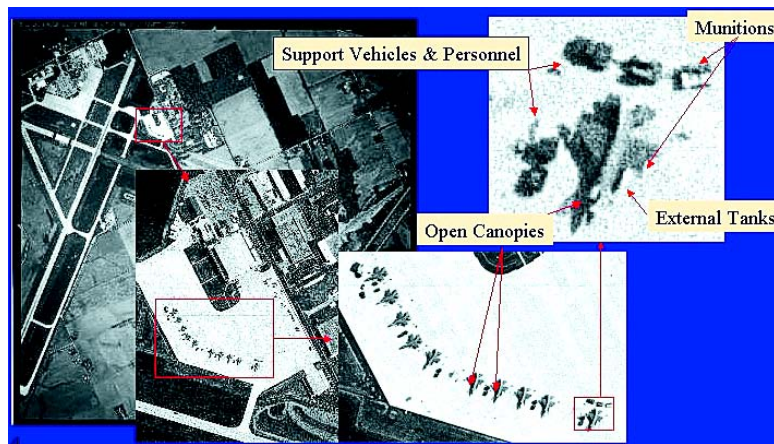 Munitions
Support Vehicles & Personnel
External Tanks
Open Canopies